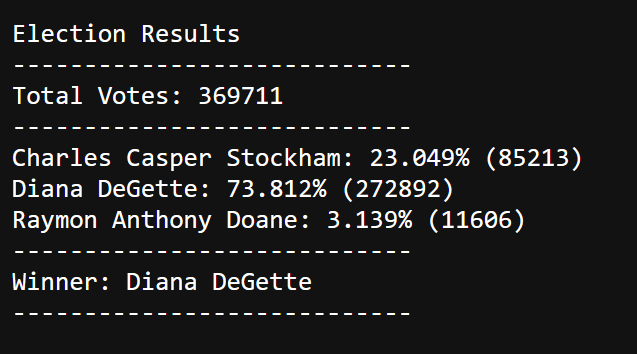 Election Results
----------------------------
Total Votes: 369711
----------------------------
Charles Casper Stockham: 23.049% (85213)
Diana DeGette: 73.812% (272892)
Raymon Anthony Doane: 3.139% (11606)
----------------------------
Winner: Diana DeGette
----------------------------